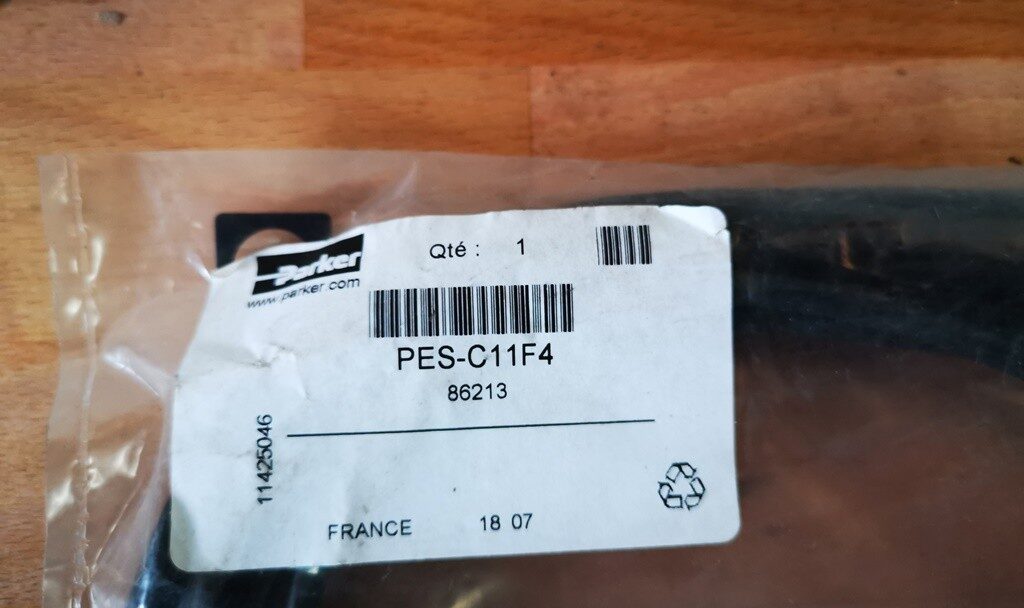 Parker
www.parker.com
Qté : 1
PES-C11F4
86213
11425046
FRANCE 18 07